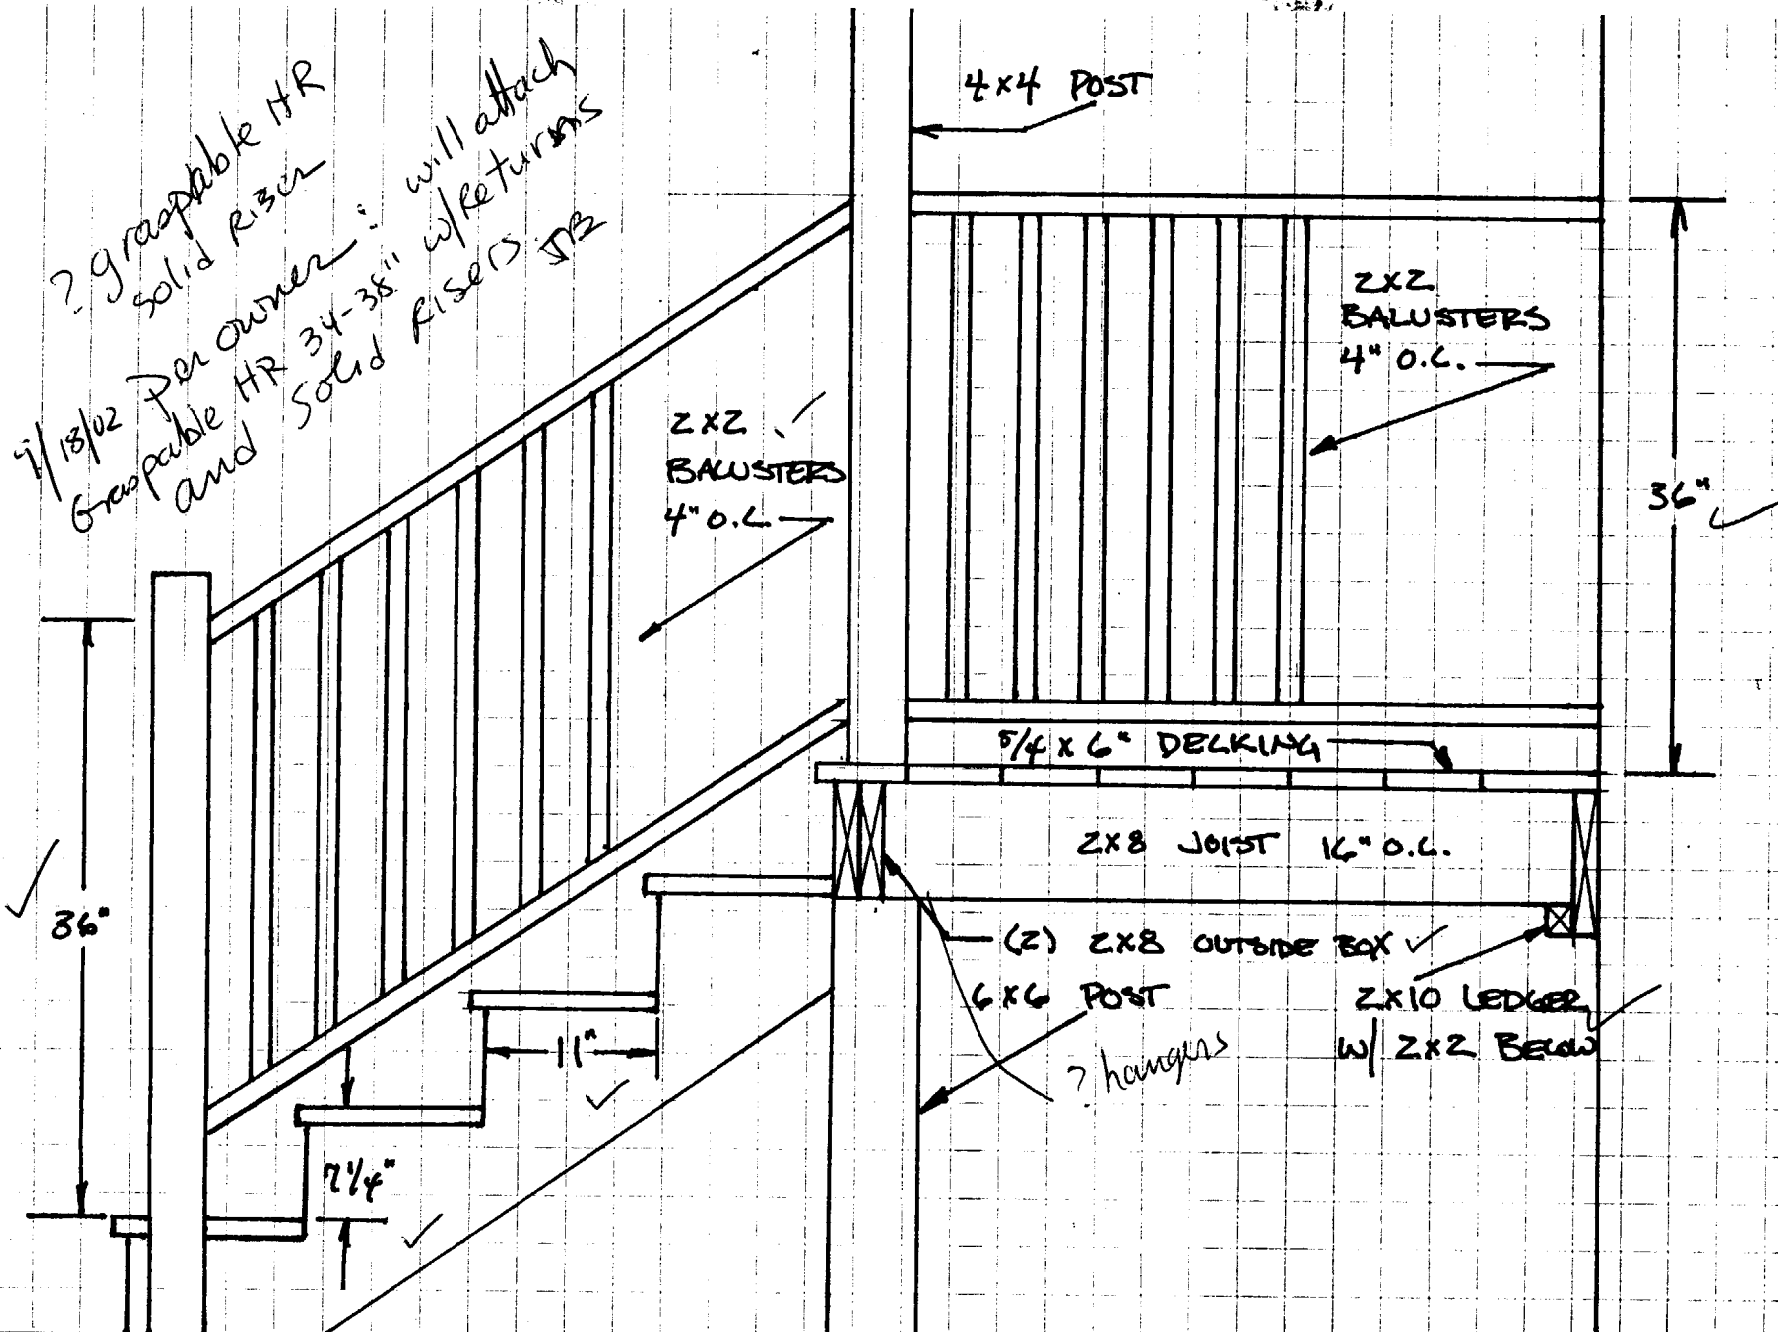 ? graspable HR
solid Riser
9/18/02 Per owner: will attach
Graspable HR 34-38" w/Returns
and solid Risers JB
4x4 POST
2x2
BALUSTERS
4" O.C.
2x2
BALUSTERS
4" O.C.
36"
5/4 x 6" DECKING
2x8 JOIST 16" O.C.
36"
(2) 2x8 OUTSIDE BOX
6x6 POST
2x10 LEDGER
W/ 2x2 BELOW
11"
? hangers
7 1/4"